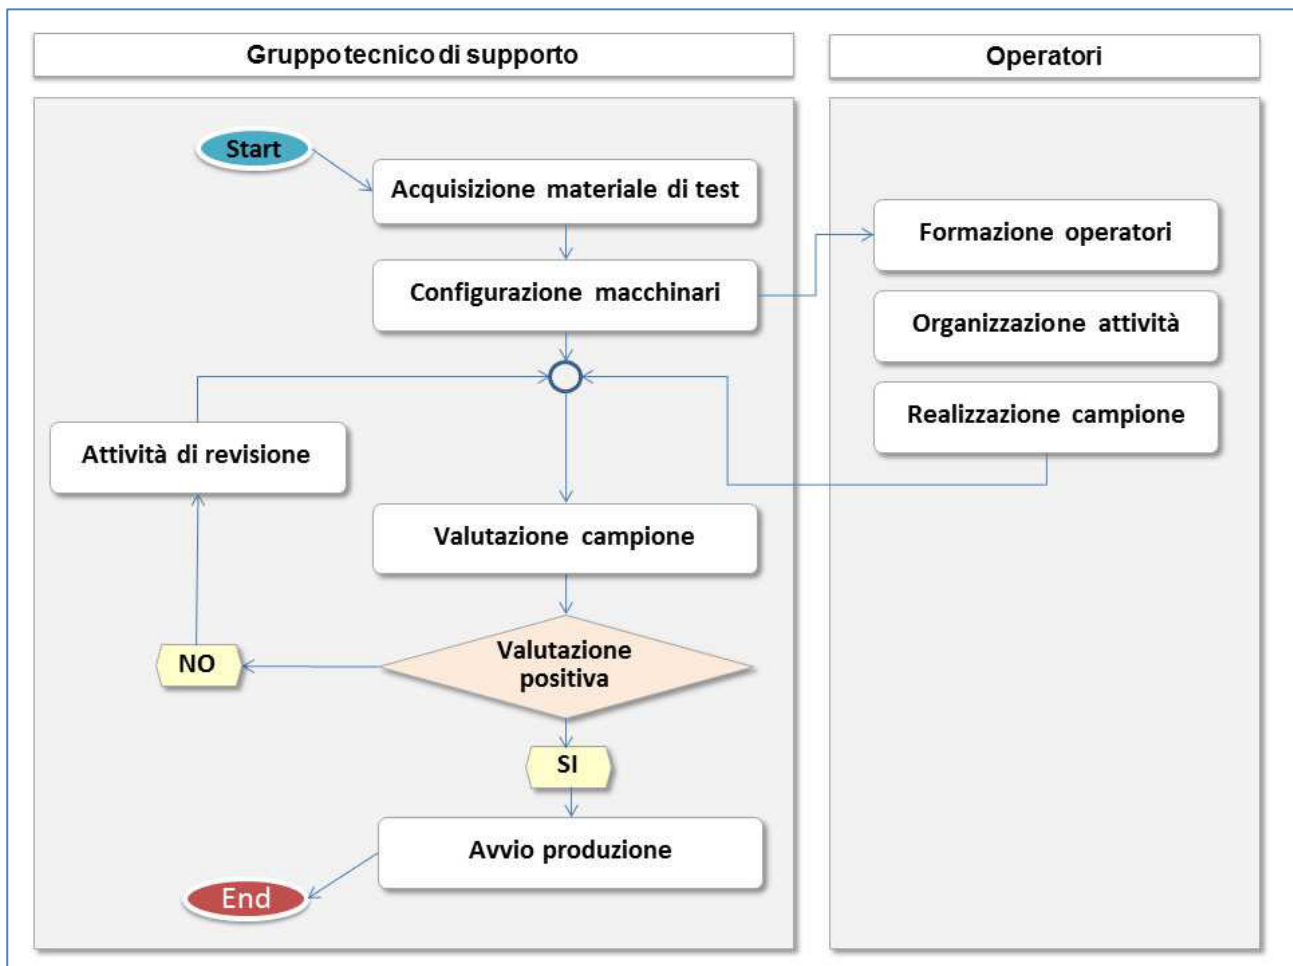 Gruppo tecnico di supporto
Operatori
Start
Acquisizione materiale di test
Configurazione macchinari
Formazione operatori
Organizzazione attività
Realizzazione campione
Attività di revisione
Valutazione campione
Valutazione
positiva
NO
SI
Avvio produzione
End